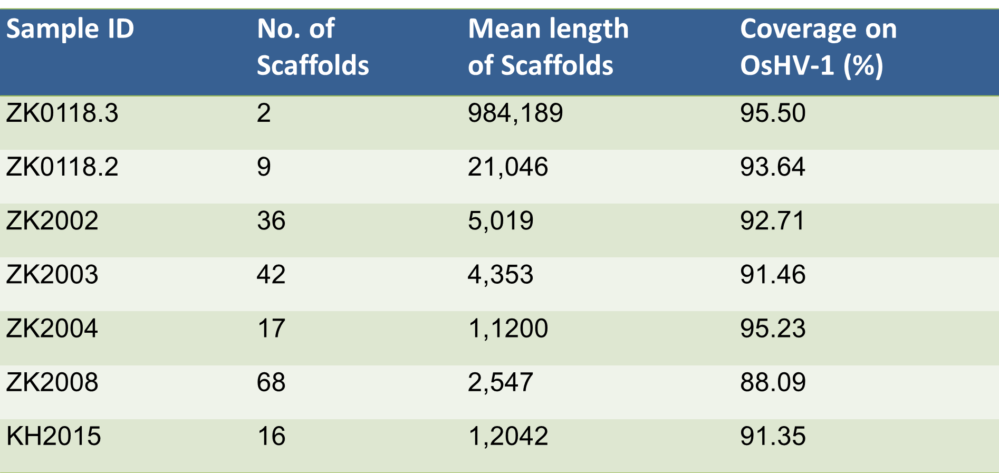 Sample ID No. of Scaffolds Mean length of Scaffolds Coverage on OsHV-1 (%)
ZK0118.3 2 984,189 95.50
ZK0118.2 9 21,046 93.64
ZK2002 36 5,019 92.71
ZK2003 42 4,353 91.46
ZK2004 17 1,1200 95.23
ZK2008 68 2,547 88.09
KH2015 16 1,2042 91.35